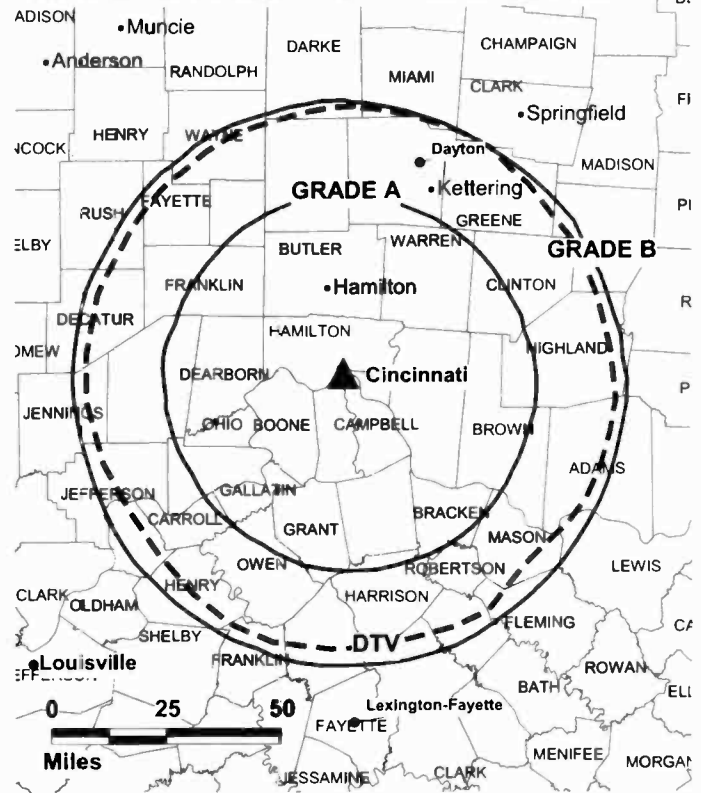 ADISON
Muncie
DARKE
CHAMPAIGN
Anderson
RANDOLPH
MIAMI
CLARK
Springfield
HENRY
WAYNE
NCOCK
Dayton
MADISON
GRADE A
Kettering
FAYETTE
RUSH
GREENE
ELBY
BUTLER
WARREN
GRADE B
FRANKLIN
Hamilton
CLINTON
DECATUR
HAMILTON
OMEW
HIGHLAND
DEARBORN
Cincinnati
JENNINGS
OHIO
BOONE
CAMPBELL
BROWN
ADAMS
JEFFERSON
GALLATIN
CARROLL
GRANT
BRACKEN
MASON
OWEN
ROBERTSON
LEWIS
HENRY
CLARK
OLDHAM
HARRISON
SHELBY
FLEMING
DTV
FRANKLIN
Louisville
EFFERSON
ROWAN
BATH
ELL
0 25 50
Miles
Lexington-Fayette
FAYETTE
MENIFEE
MORGAN
JESSAMINE
CLARK